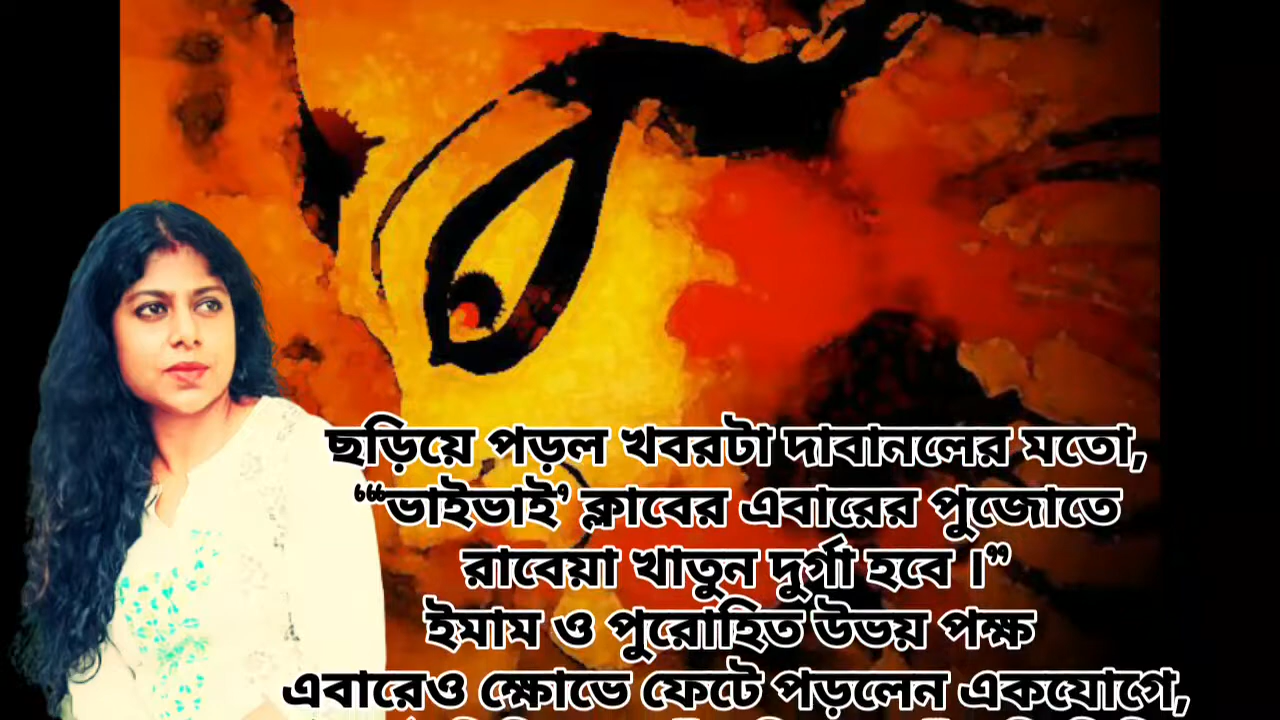 ছড়িয়ে পড়ল খবরটা দাবানলের মতো,
“‘ভাইভাই’ ক্লাবের এবারের পুজোতে
রাবেয়া খাতুন দুর্গা হবে।”
ইমাম ও পুরোহিত উভয় পক্ষ
এবারেও ক্ষোভে ফেটে পড়লেন একযোগে,